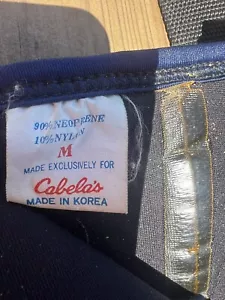 90% NEOPRENE
10% NYLON
M
MADE EXCLUSIVELY FOR
Cabela's
MADE IN KOREA